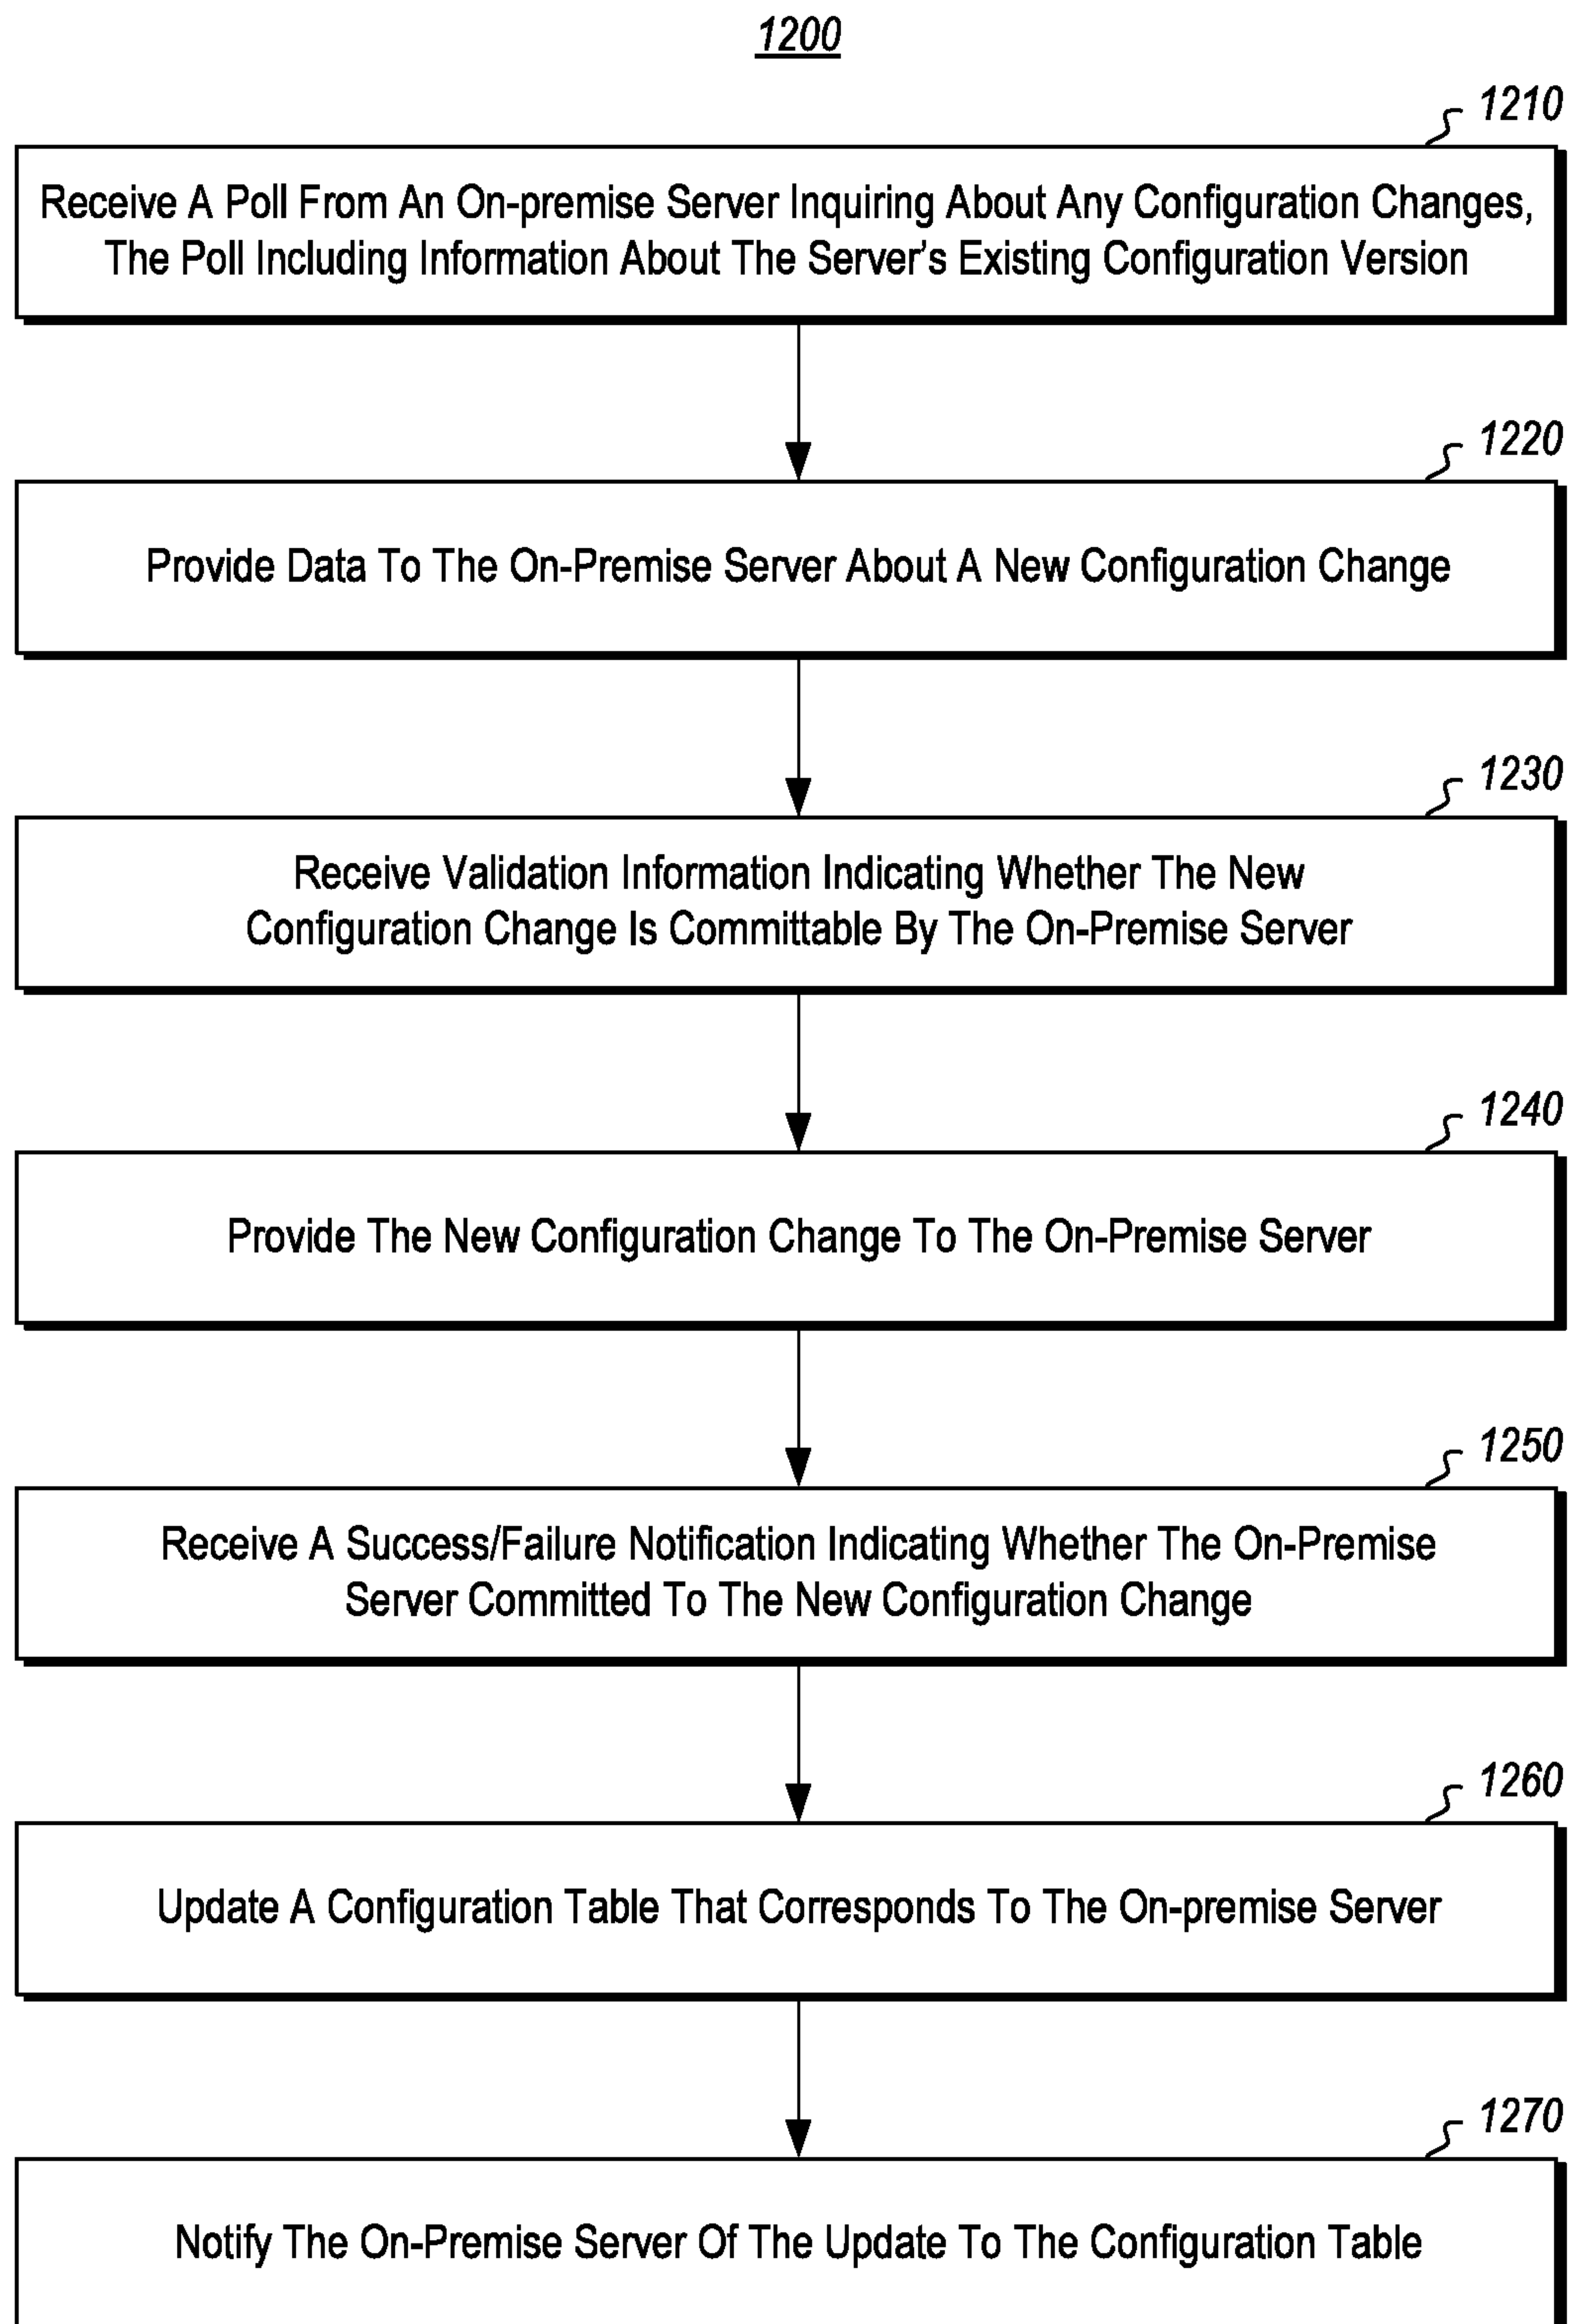 1200
1210
Receive A Poll From An On-premise Server Inquiring About Any Configuration Changes,
The Poll Including Information About The Server's Existing Configuration Version
1220
Provide Data To The On-Premise Server About A New Configuration Change
1230
Receive Validation Information Indicating Whether The New
Configuration Change Is Committable By The On-Premise Server
1240
Provide The New Configuration Change To The On-Premise Server
1250
Receive A Success/Failure Notification Indicating Whether The On-Premise
Server Committed To The New Configuration Change
1260
Update A Configuration Table That Corresponds To The On-premise Server
1270
Notify The On-Premise Server Of The Update To The Configuration Table